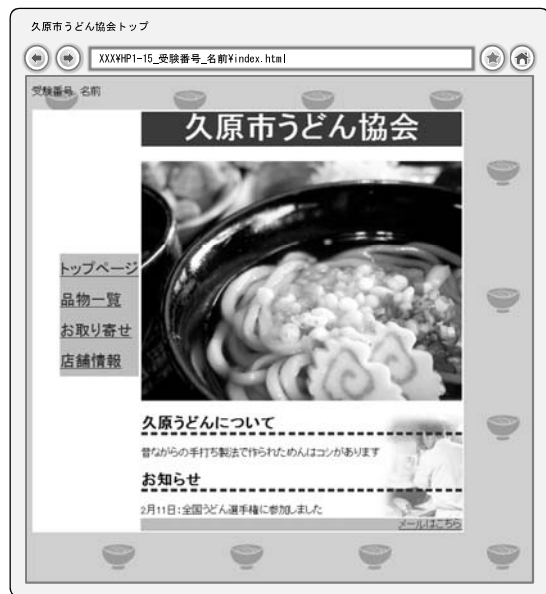 久原市うどん協会トップ
XXX¥HP1-15_受験番号_名前¥index.html
受験番号 名前
久原市うどん協会
トップページ
品物一覧
お取り寄せ
店舗情報
久原うどんについて
昔ながらの手打ち製法で作られためんはコシがあります
お知らせ
2月11日:全国うどん選手権に参加しました
メールはこちら